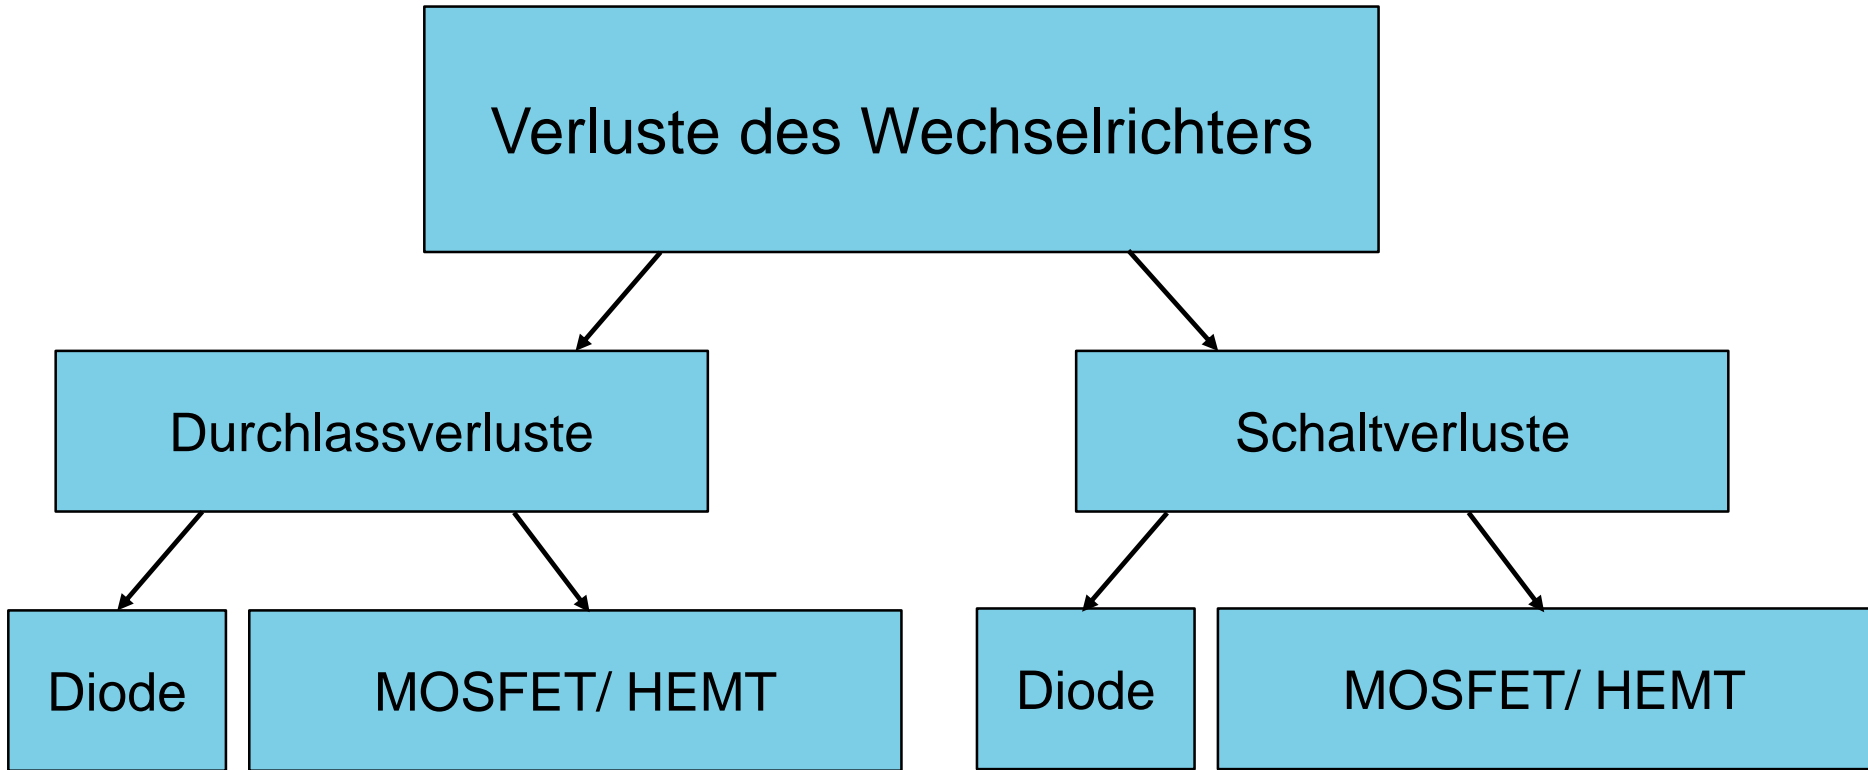 Verluste des Wechselrichters
Durchlassverluste
Schaltverluste
Diode
MOSFET/ HEMT
Diode
MOSFET/ HEMT